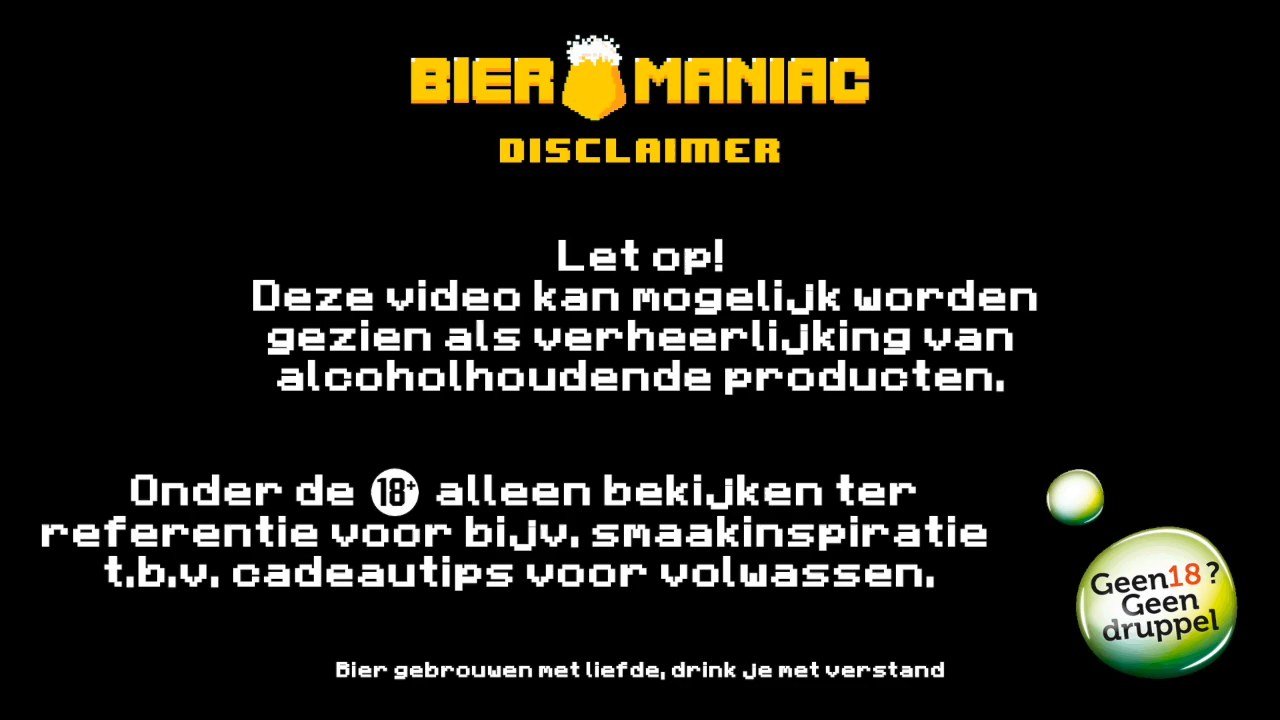 BIER MANIAC
DISCLAIMER
Let op!
Deze video kan mogelijk worden
gezien als verheerlijking van
alcoholhoudende producten.
Onder de 18+ alleen bekijken ter
referentie voor bijv. smaakinspiratie
t.b.v. cadeautips voor volwassen.
Geen18?
Geen
druppel
Bier gebrouwen met liefde, drink je met verstand